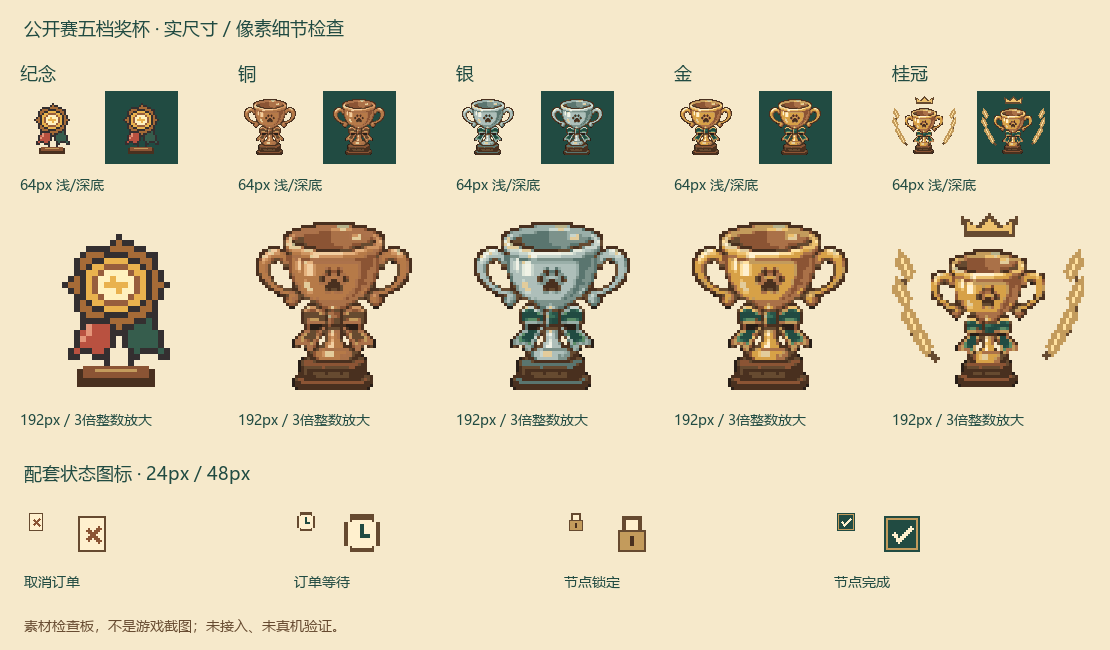 公开赛五档奖杯 · 实尺寸 / 像素细节检查
纪念 铜 银 金 桂冠
64px 浅/深底 64px 浅/深底 64px 浅/深底 64px 浅/深底 64px 浅/深底
192px / 3倍整数放大 192px / 3倍整数放大 192px / 3倍整数放大 192px / 3倍整数放大 192px / 3倍整数放大
配套状态图标 · 24px / 48px
取消订单 订单等待 节点锁定 节点完成
素材检查板，不是游戏截图；未接入、未真机验证。